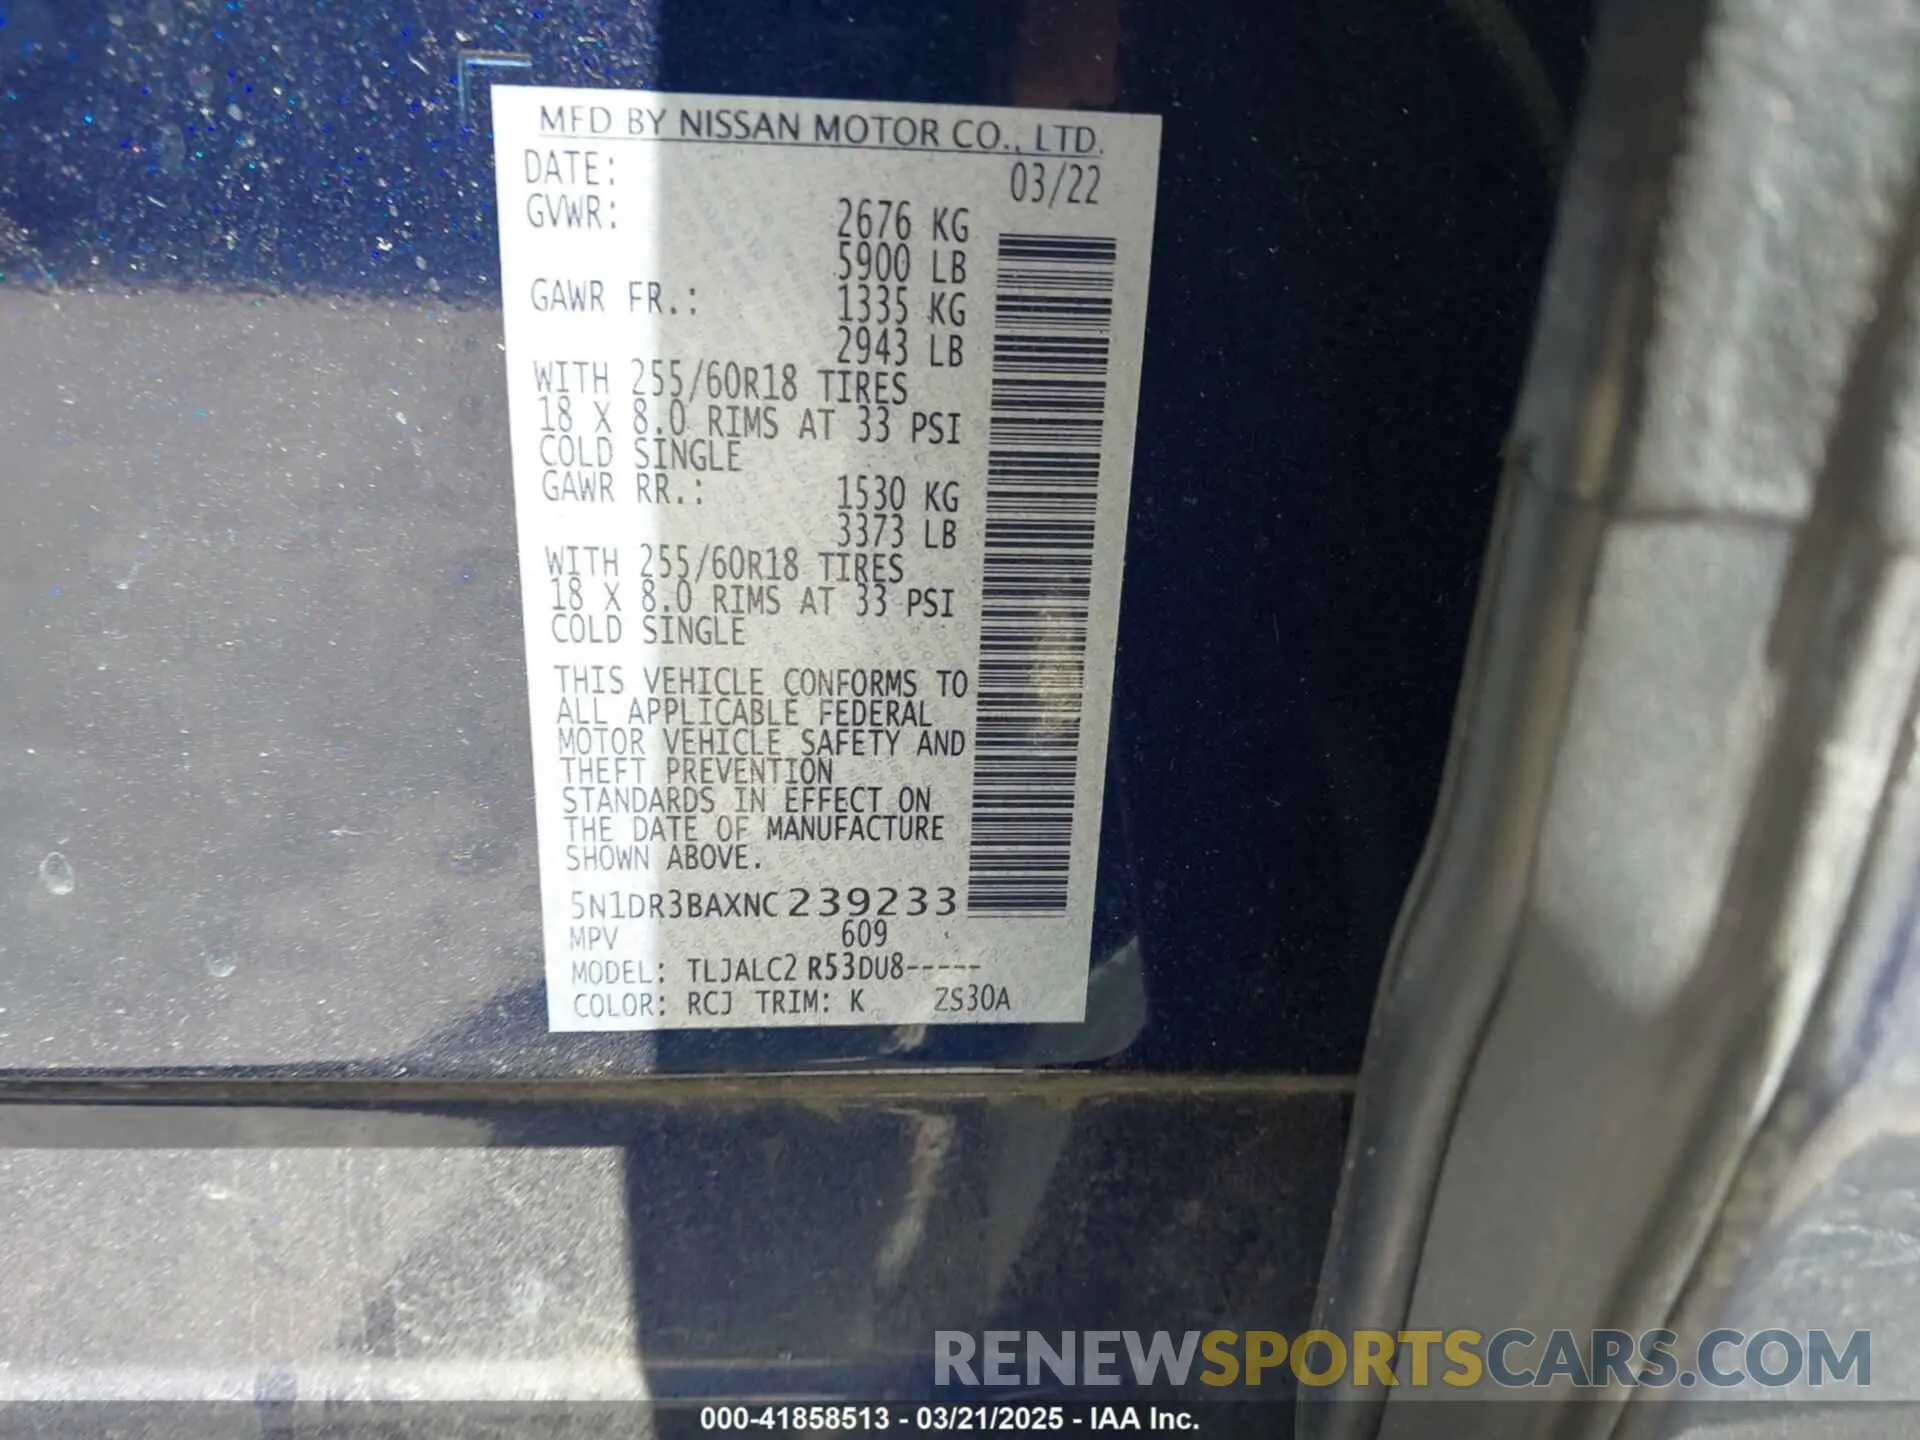 MFD BY NISSAN MOTOR CO., LTD.
DATE: 03/22
GVWR: 2676 KG
5900 LB
GAWR FR.: 1335 KG
2943 LB
WITH 255/60R18 TIRES
18 X 8.0 RIMS AT 33 PSI
COLD SINGLE
GAWR RR.: 1530 KG
3373 LB
WITH 255/60R18 TIRES
18 X 8.0 RIMS AT 33 PSI
COLD SINGLE
THIS VEHICLE CONFORMS TO
ALL APPLICABLE FEDERAL
MOTOR VEHICLE SAFETY AND
THEFT PREVENTION
STANDARDS IN EFFECT ON
THE DATE OF MANUFACTURE
SHOWN ABOVE.
5N1DR3BAXNC239233
MPV 609
MODEL: TLJALC2 R53DU8-----
COLOR: RCJ TRIM: K ZS30A
RENEWSPORTSCARS.COM
000-41858513 - 03/21/2025 - IAA Inc.